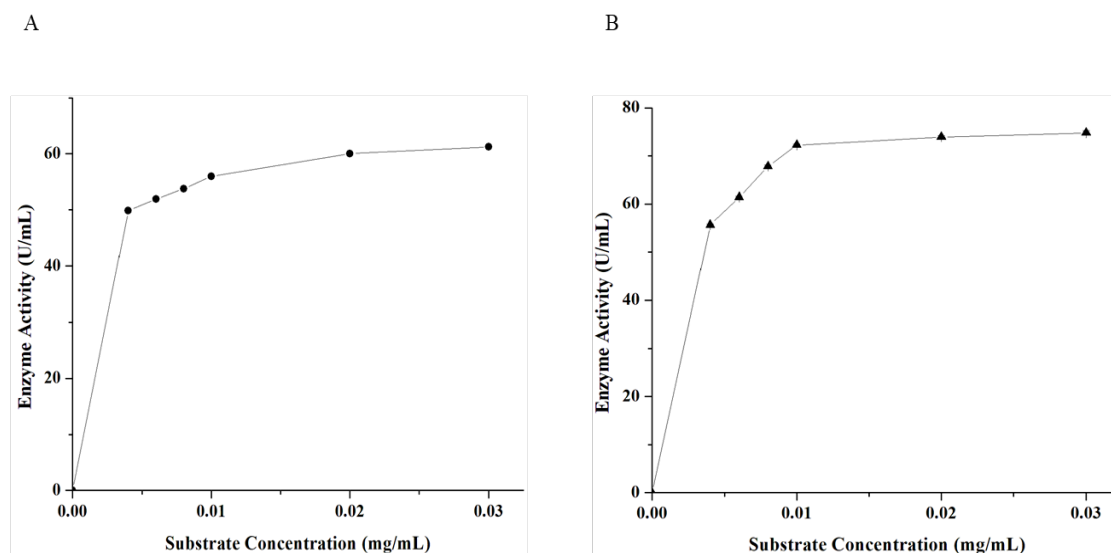 A
B
60
40
20
0
Enzyme Activity (U/mL)
0.00
0.01
0.02
0.03
Substrate Concentration (mg/mL)
80
60
40
20
0
Enzyme Activity (U/mL)
0.00
0.01
0.02
0.03
Substrate Concentration (mg/mL)